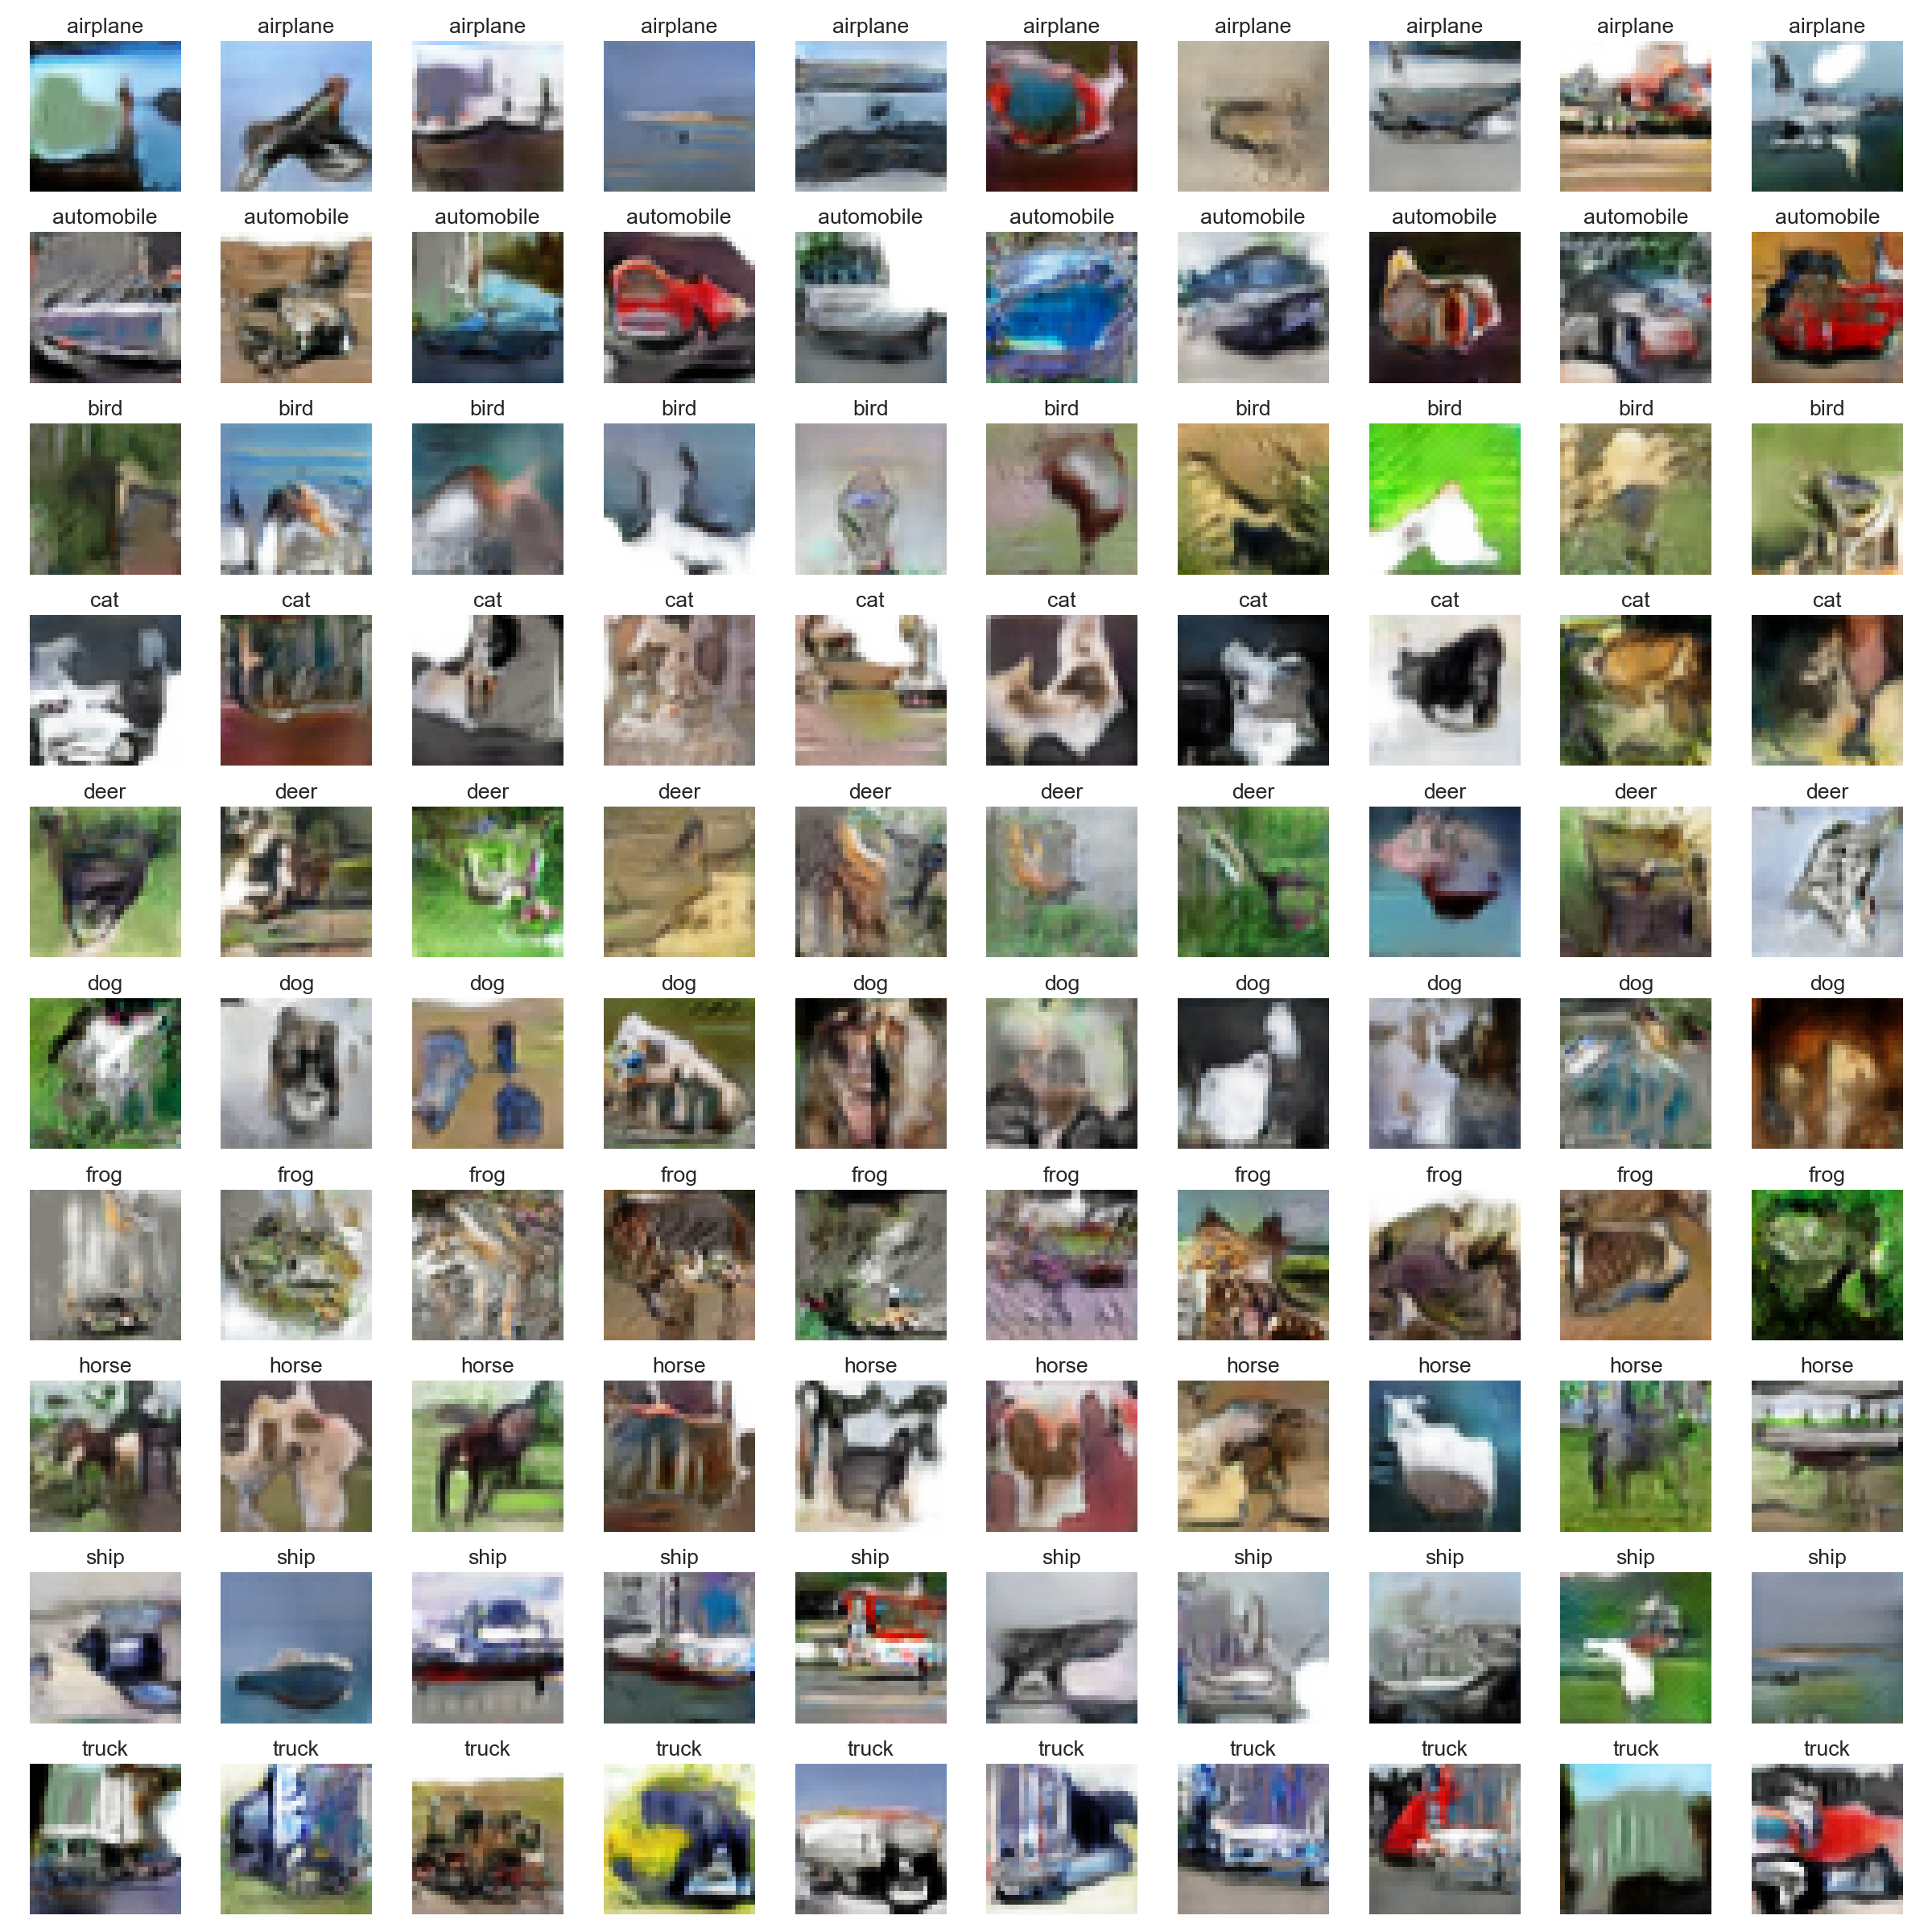 airplane airplane airplane airplane airplane airplane airplane airplane airplane airplane
automobile automobile automobile automobile automobile automobile automobile automobile automobile automobile
bird bird bird bird bird bird bird bird bird bird
cat cat cat cat cat cat cat cat cat cat
deer deer deer deer deer deer deer deer deer deer
dog dog dog dog dog dog dog dog dog dog
frog frog frog frog frog frog frog frog frog frog
horse horse horse horse horse horse horse horse horse horse
ship ship ship ship ship ship ship ship ship ship
truck truck truck truck truck truck truck truck truck truck